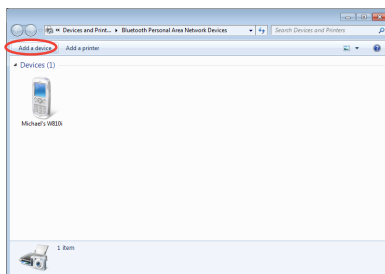 Devices and Print... Bluetooth Personal Area Network Devices Search Devices and Printers
Add a device Add a printer
Devices (1)
Michael's W810i
1 item